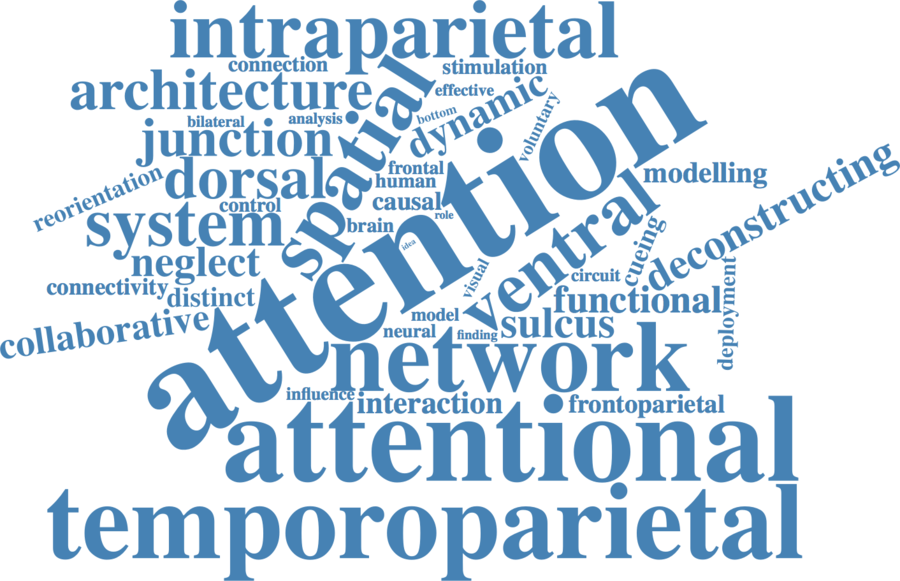 intraparietal
connection
stimulation
architecture
effective
spatial
dynamic
bottom
voluntary
bilateral
analysis
junction
attention
frontal
modelling
deconstructing
reorientation
dorsal
human
control
causal
role
system
brain
idea
ventral
cueing
neglect
visual
circuit
connectivity
distinct
functional
deployment
collaborative
model
sulcus
neural
finding
network
influence
interaction
frontoparietal
attentional
temporoparietal